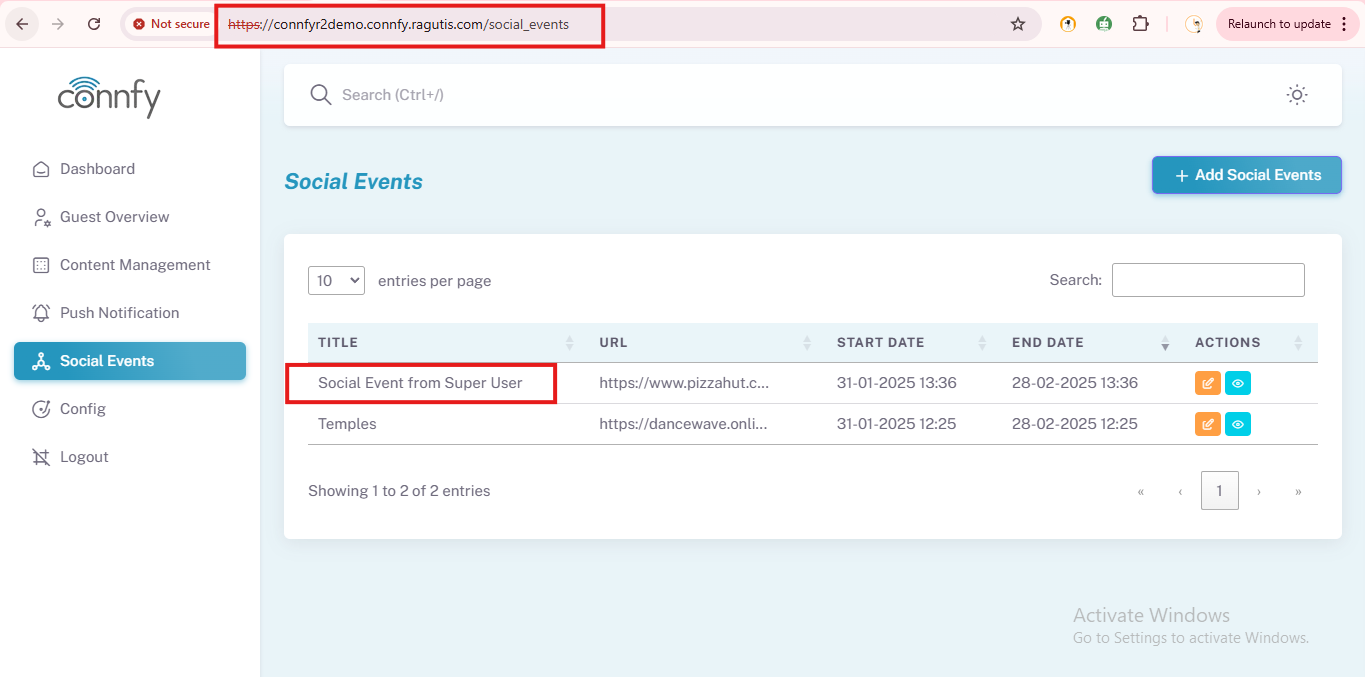 Not secure https://connfyr2demo.connfy.ragutis.com/social_events Relaunch to update
connfy
Search (Ctrl+/)
Dashboard
Guest Overview
Content Management
Push Notification
Social Events
Config
Logout
Social Events
+ Add Social Events
10 entries per page Search:
TITLE URL START DATE END DATE ACTIONS
Social Event from Super User https://www.pizzahut.c... 31-01-2025 13:36 28-02-2025 13:36
Temples https://dancewave.onli... 31-01-2025 12:25 28-02-2025 12:25
Showing 1 to 2 of 2 entries « ‹ 1 › »
Activate Windows
Go to Settings to activate Windows.